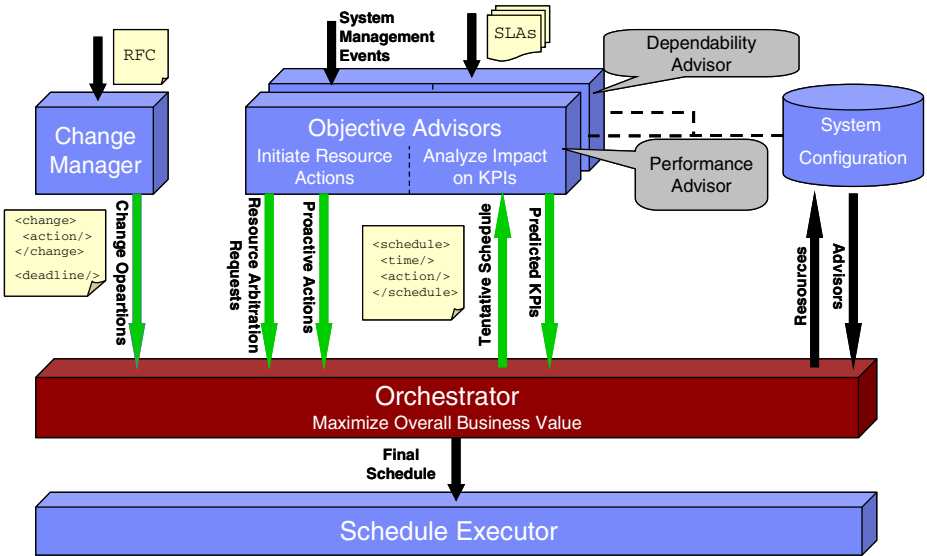 RFC
System
Management
Events
SLAs
Dependability
Advisor
Change
Manager
Objective Advisors
Initiate Resource
Actions
Analyze Impact
on KPIs
Performance
Advisor
System
Configuration
<change>
<action/>
</change>
<deadline/>
Change Opeartions
Resource Arbitration
Requests
Proactive Actions
<schedule>
<time/>
<action/>
</schedule>
Tentative Schedule
Predicted KPIs
Resources
Advisors
Orchestrator
Maximize Overall Business Value
Final
Schedule
Schedule Executor